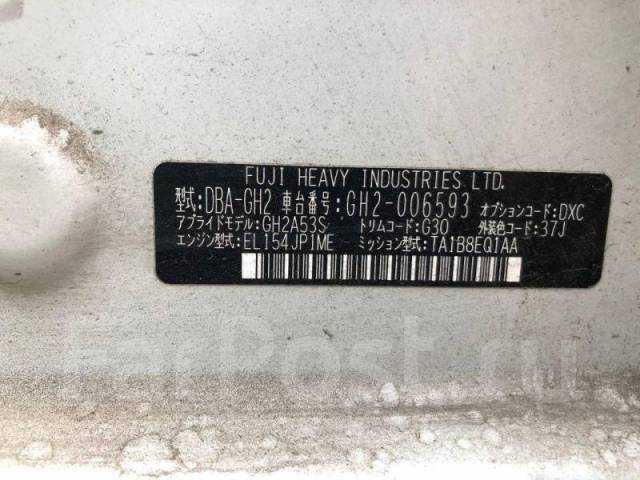 FUJI HEAVY INDUSTRIES LTD.
型式:DBA-GH2 車台番号:GH2-006593 オプションコード:DXC
アプライドモデル:GH2A53S トリムコード:G30 外装色コード:37J
エンジン型式:EL154JP1ME ミッション型式:TA1B8EQ1AA
FarPost.ru